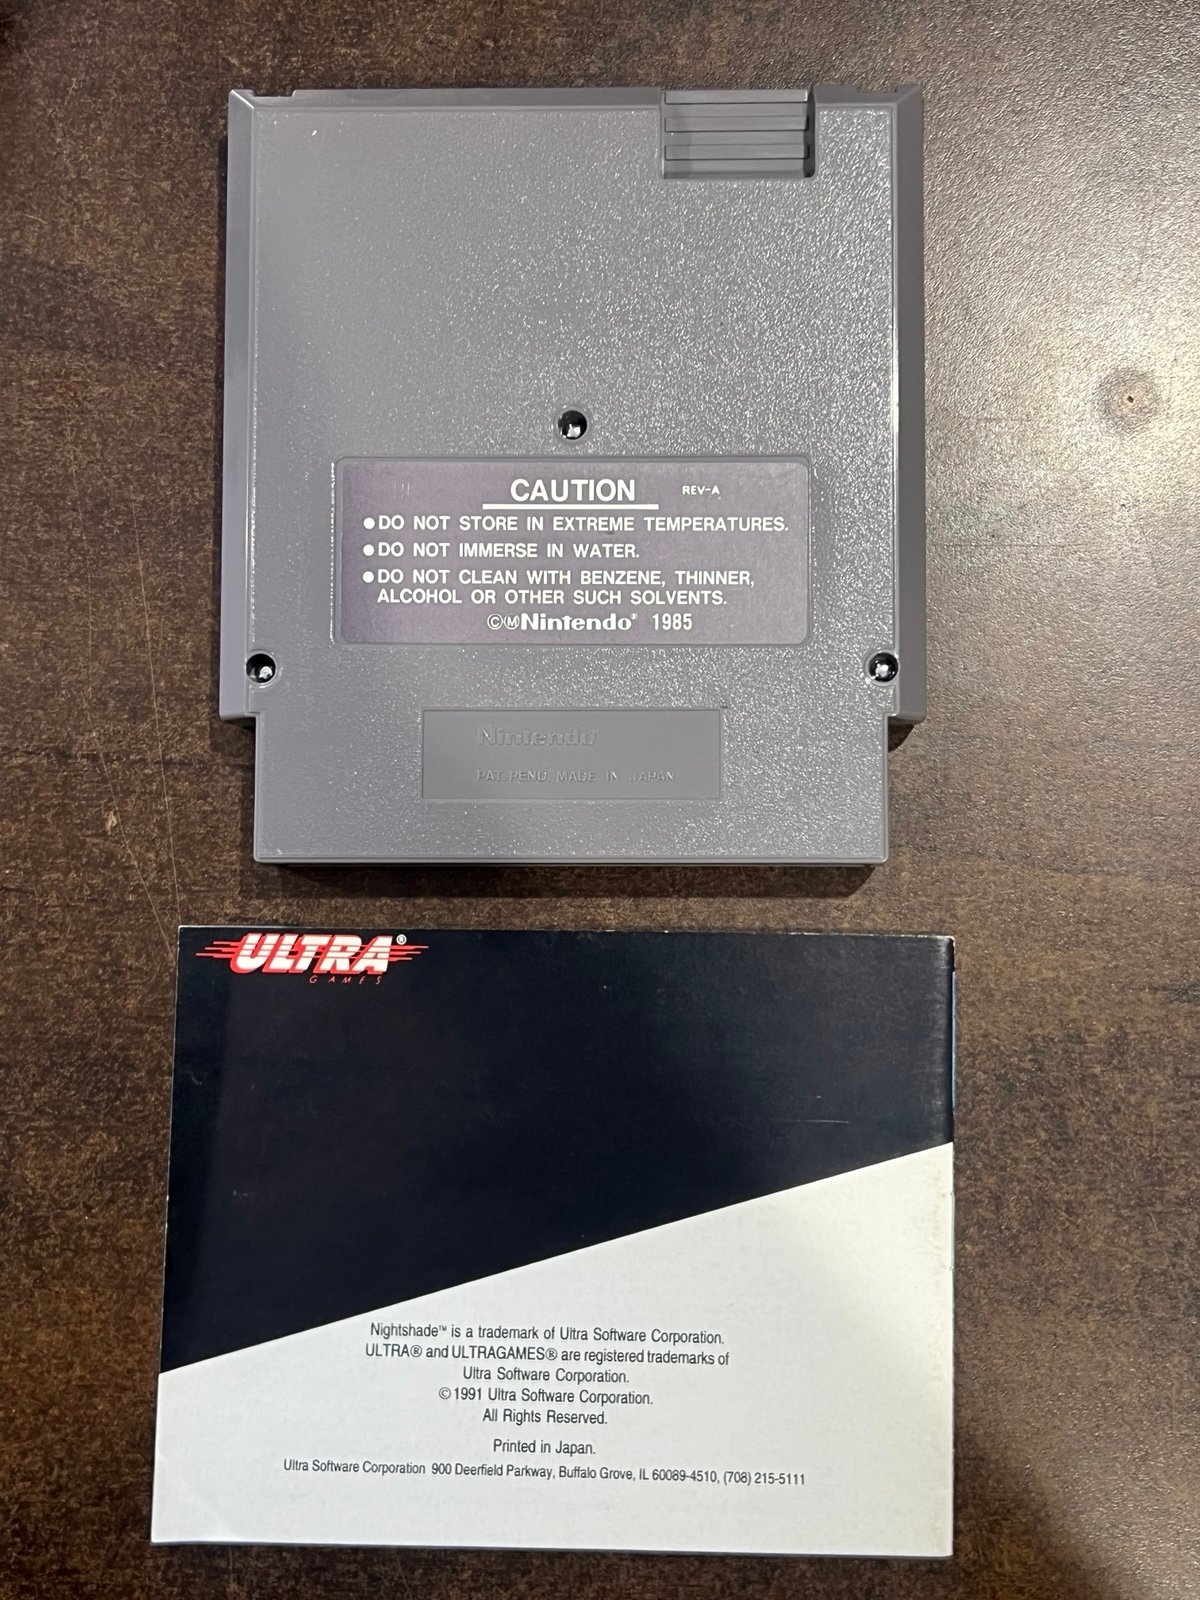 CAUTION REV-A
●DO NOT STORE IN EXTREME TEMPERATURES.
●DO NOT IMMERSE IN WATER.
●DO NOT CLEAN WITH BENZENE, THINNER,
ALCOHOL OR OTHER SUCH SOLVENTS.
©ⓂNintendo® 1985
Nintendo
PAT. PEND. MADE IN JAPAN
ULTRA®
GAMES
Nightshade™ is a trademark of Ultra Software Corporation.
ULTRA® and ULTRAGAMES® are registered trademarks of
Ultra Software Corporation.
©1991 Ultra Software Corporation.
All Rights Reserved.
Printed in Japan.
Ultra Software Corporation 900 Deerfield Parkway, Buffalo Grove, IL 60089-4510, (708) 215-5111